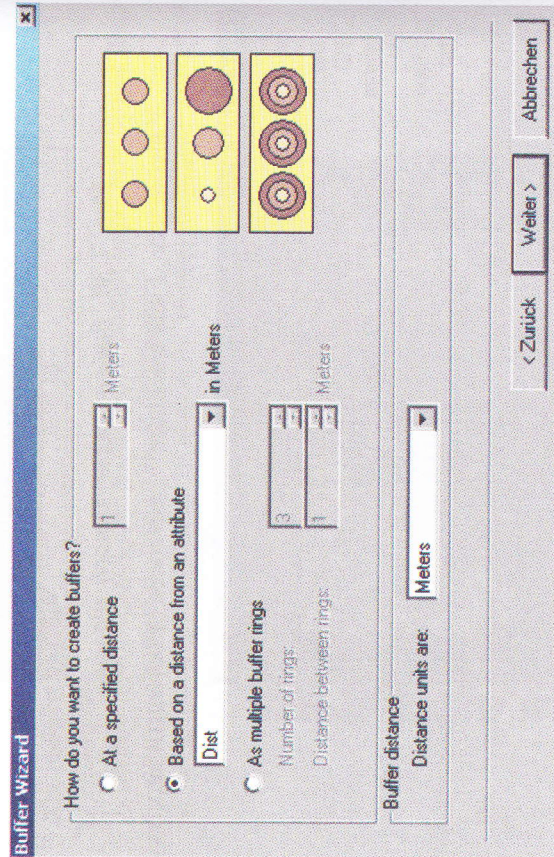 Buffer Wizard
How do you want to create buffers?
At a specified distance
1 Meters
Based on a distance from an attribute
Dist in Meters
As multiple buffer rings
Number of rings: 3
Distance between rings: 1 Meters
Buffer distance
Distance units are: Meters
< Zurück Weiter > Abbrechen